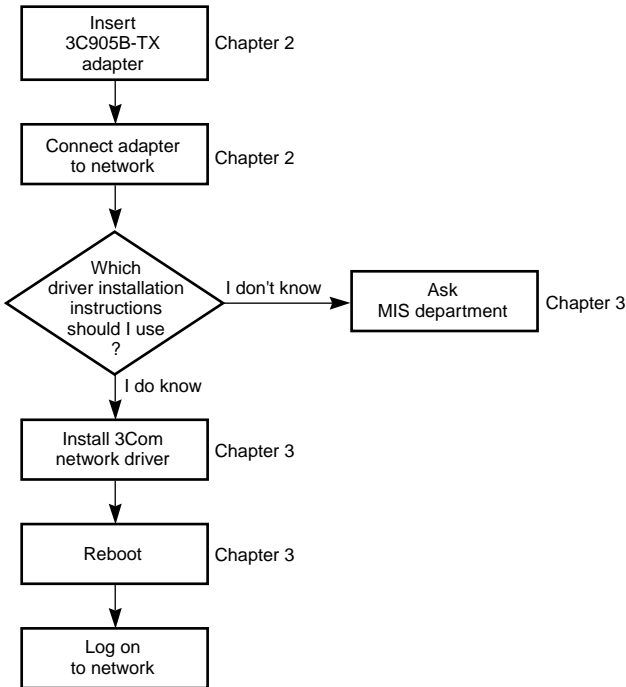 Insert
3C905B-TX
adapter
Chapter 2
Connect adapter
to network
Chapter 2
Which
driver installation
instructions
should I use
?
I don't know
Ask
MIS department
Chapter 3
I do know
Install 3Com
network driver
Chapter 3
Reboot
Chapter 3
Log on
to network